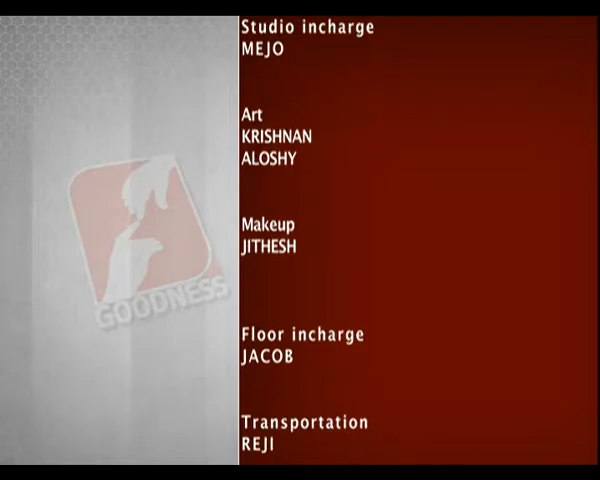 Studio incharge
MEJO
Art
KRISHNAN
ALOSHY
Makeup
JITHESH
GOODNESS
Floor incharge
JACOB
Transportation
REJI